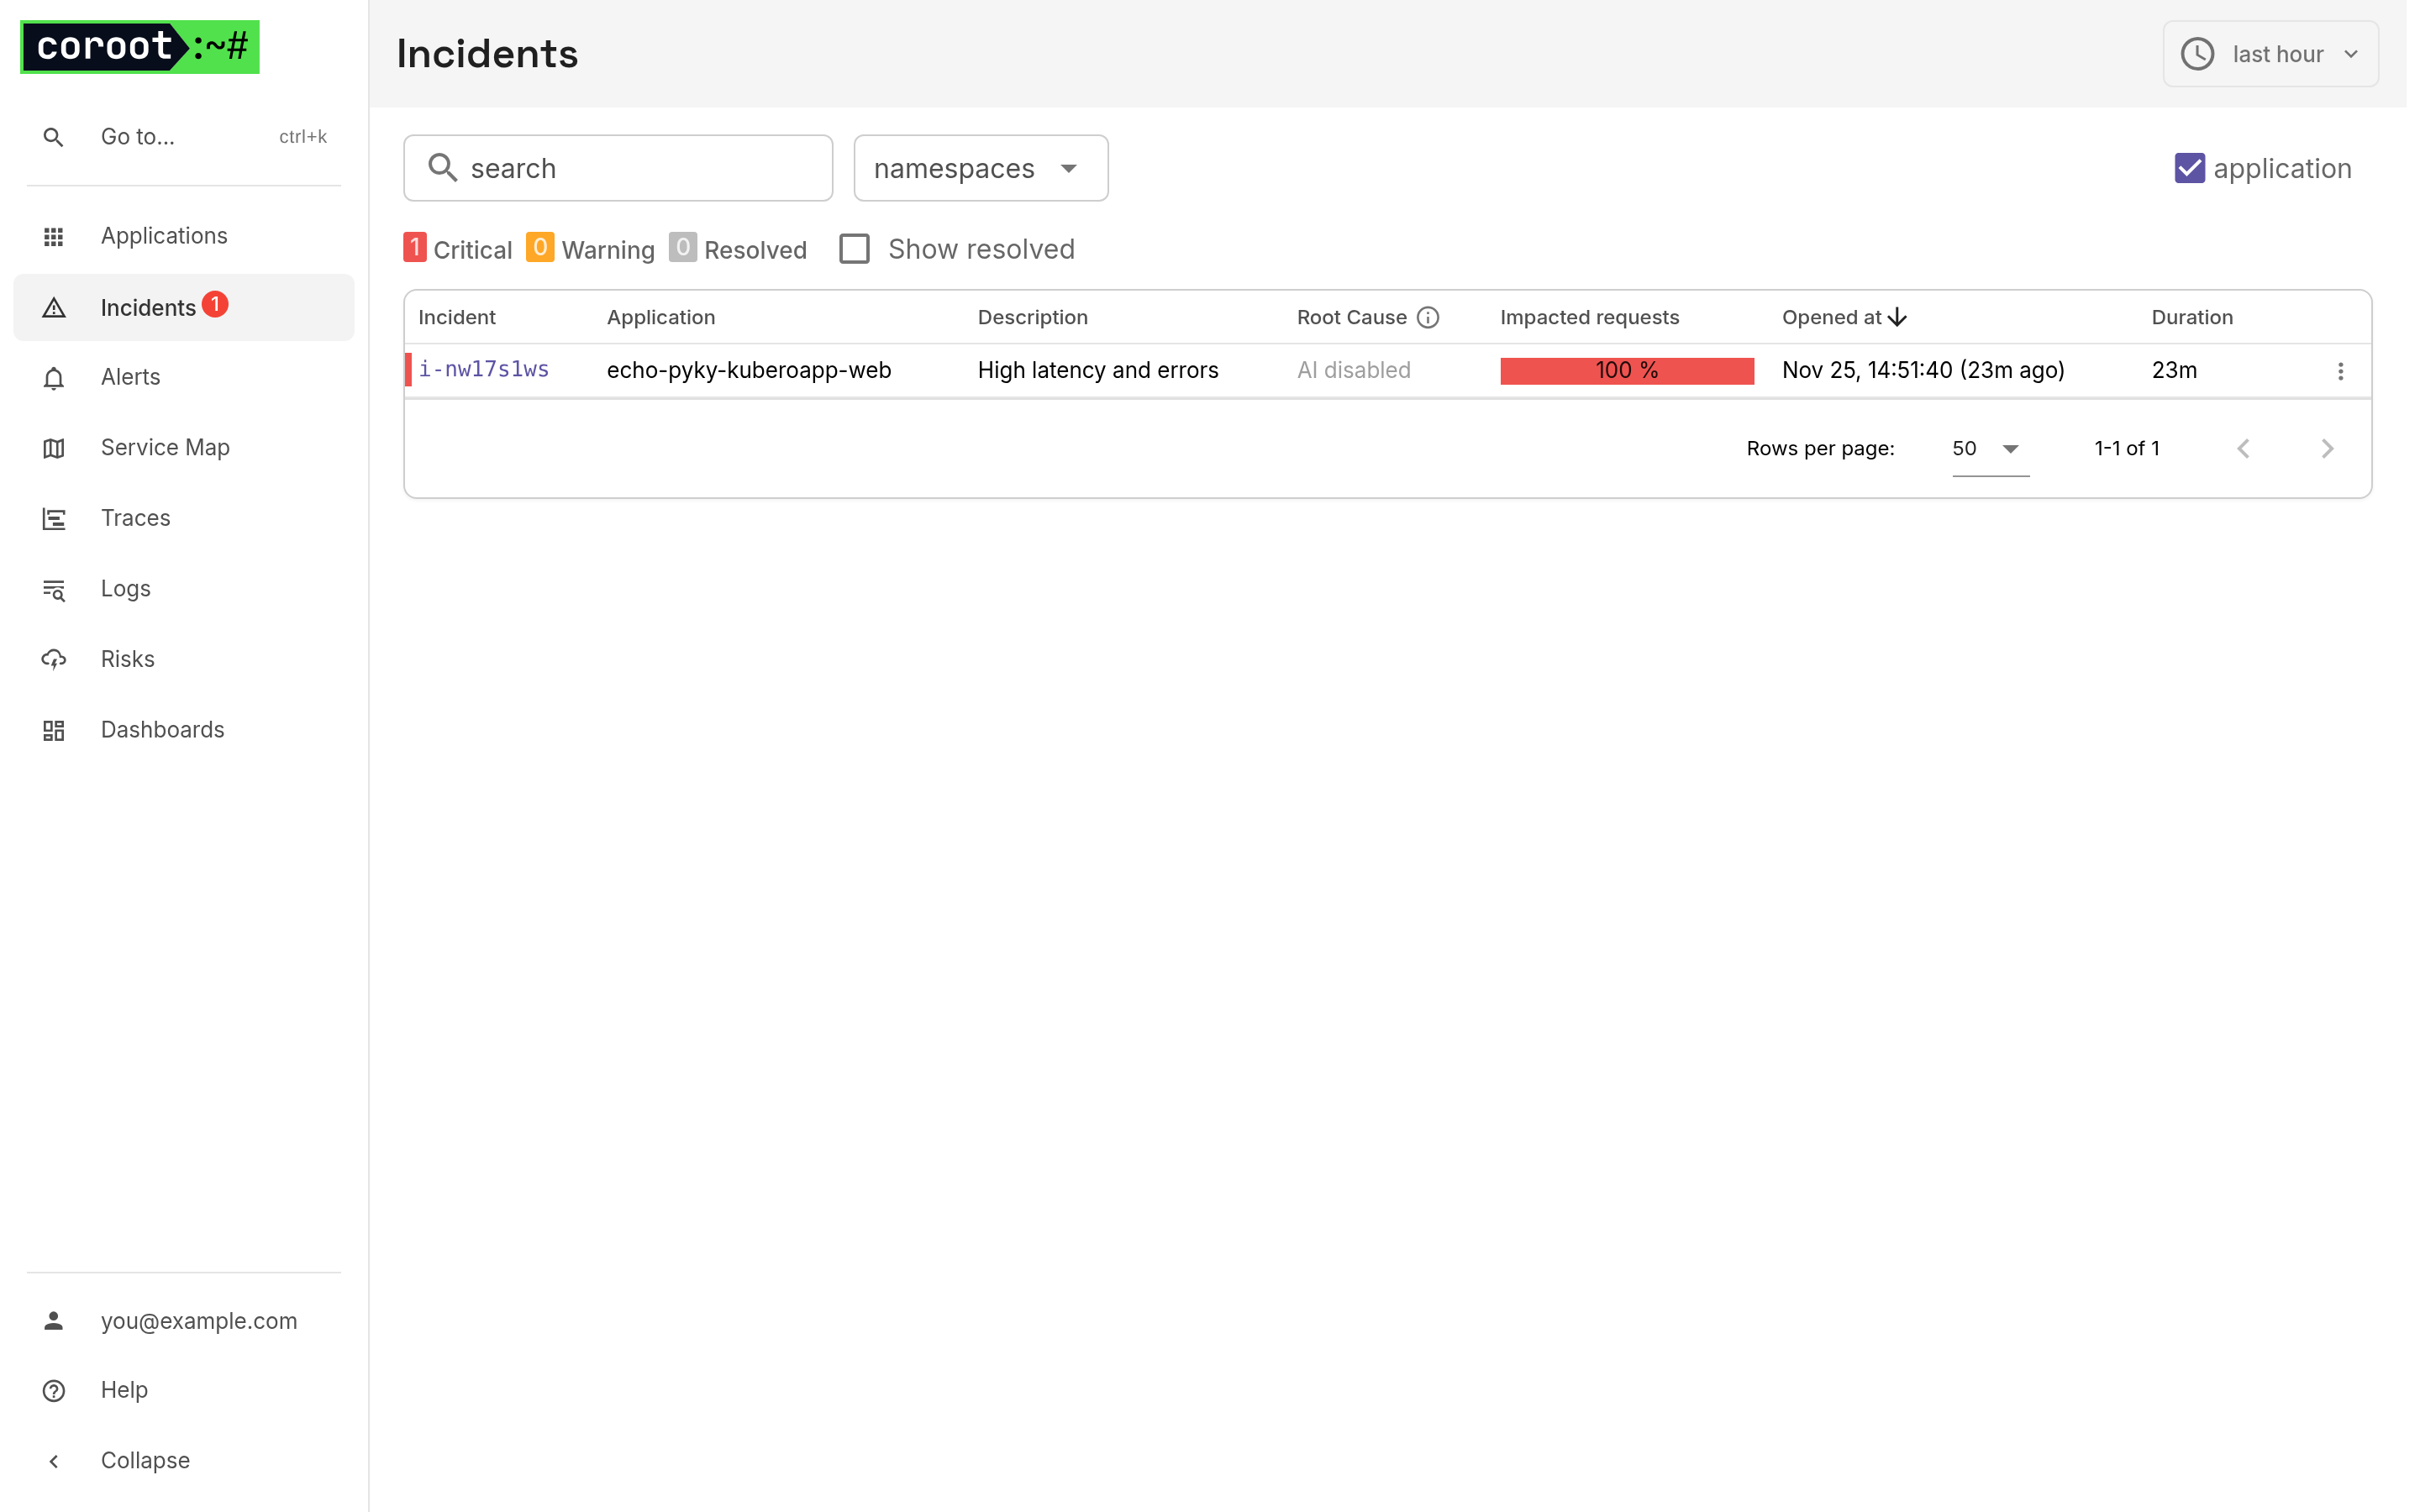 coroot:~#
Incidents
last hour
Go to...
ctrl+k
search
namespaces
application
Applications
Incidents 1
Alerts
Service Map
Traces
Logs
Risks
Dashboards
1 Critical 0 Warning 0 Resolved Show resolved
Incident Application Description Root Cause Impacted requests Opened at Duration
i-nw17s1ws echo-pyky-kuberoapp-web High latency and errors AI disabled 100 % Nov 25, 14:51:40 (23m ago) 23m
Rows per page: 50 1-1 of 1
you@example.com
Help
Collapse